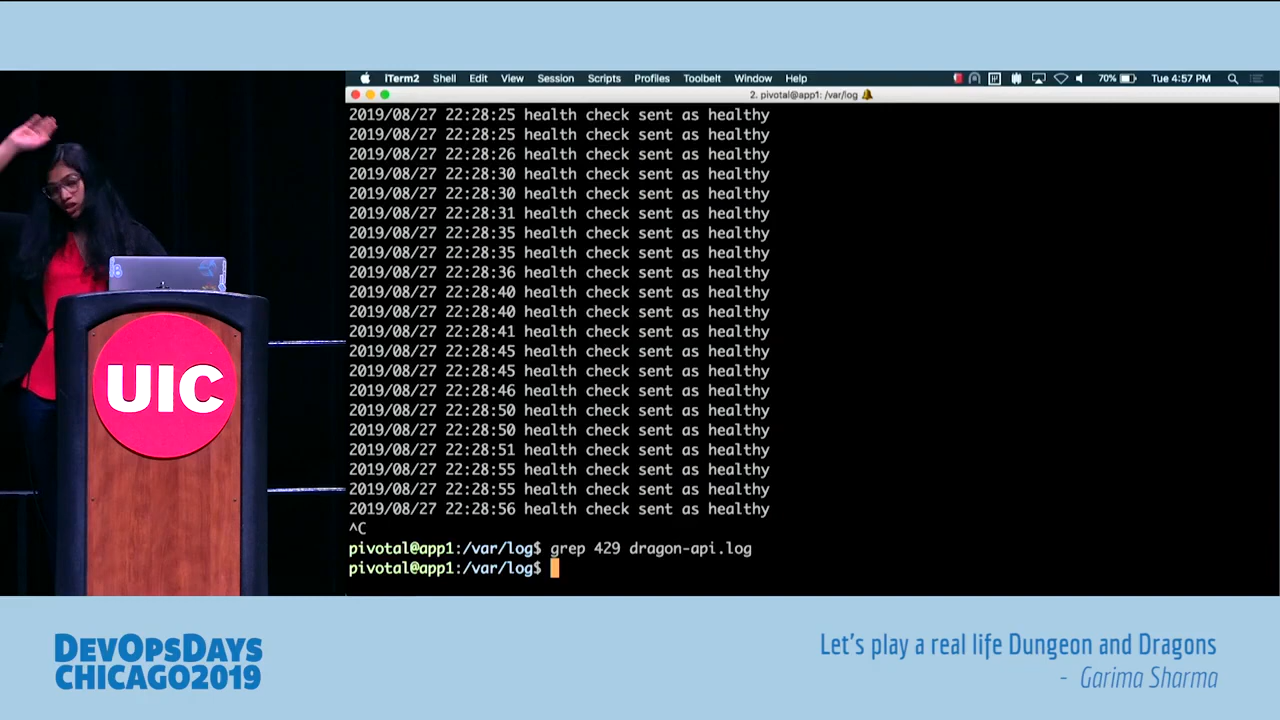 iTerm2 Shell Edit View Session Scripts Profiles Toolbelt Window Help 70% Tue 4:57 PM
2. pivotal@app1: /var/log
2019/08/27 22:28:25 health check sent as healthy
2019/08/27 22:28:25 health check sent as healthy
2019/08/27 22:28:26 health check sent as healthy
2019/08/27 22:28:30 health check sent as healthy
2019/08/27 22:28:30 health check sent as healthy
2019/08/27 22:28:31 health check sent as healthy
2019/08/27 22:28:35 health check sent as healthy
2019/08/27 22:28:35 health check sent as healthy
2019/08/27 22:28:36 health check sent as healthy
2019/08/27 22:28:40 health check sent as healthy
2019/08/27 22:28:40 health check sent as healthy
2019/08/27 22:28:41 health check sent as healthy
2019/08/27 22:28:45 health check sent as healthy
2019/08/27 22:28:45 health check sent as healthy
2019/08/27 22:28:46 health check sent as healthy
2019/08/27 22:28:50 health check sent as healthy
2019/08/27 22:28:50 health check sent as healthy
2019/08/27 22:28:51 health check sent as healthy
2019/08/27 22:28:55 health check sent as healthy
2019/08/27 22:28:55 health check sent as healthy
2019/08/27 22:28:56 health check sent as healthy
^C
pivotal@app1:/var/log$ grep 429 dragon-api.log
pivotal@app1:/var/log$
UIC
DEVOPSDAYS
CHICAGO2019
Let's play a real life Dungeon and Dragons
- Garima Sharma